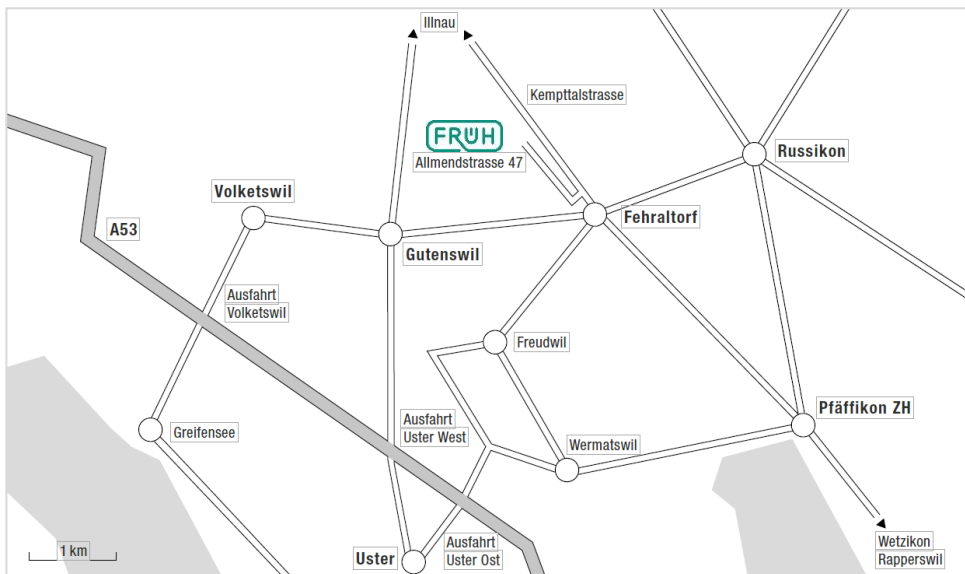 Illnau
Kempttalstrasse
FRÜH
Allmendstrasse 47
Russikon
Volketswil
Fehraltorf
A53
Gutenswil
Ausfahrt
Volketswil
Freudwil
Pfäffikon ZH
Ausfahrt
Uster West
Greifensee
Wermatswil
1 km
Uster
Ausfahrt
Uster Ost
Wetzikon
Rapperswil